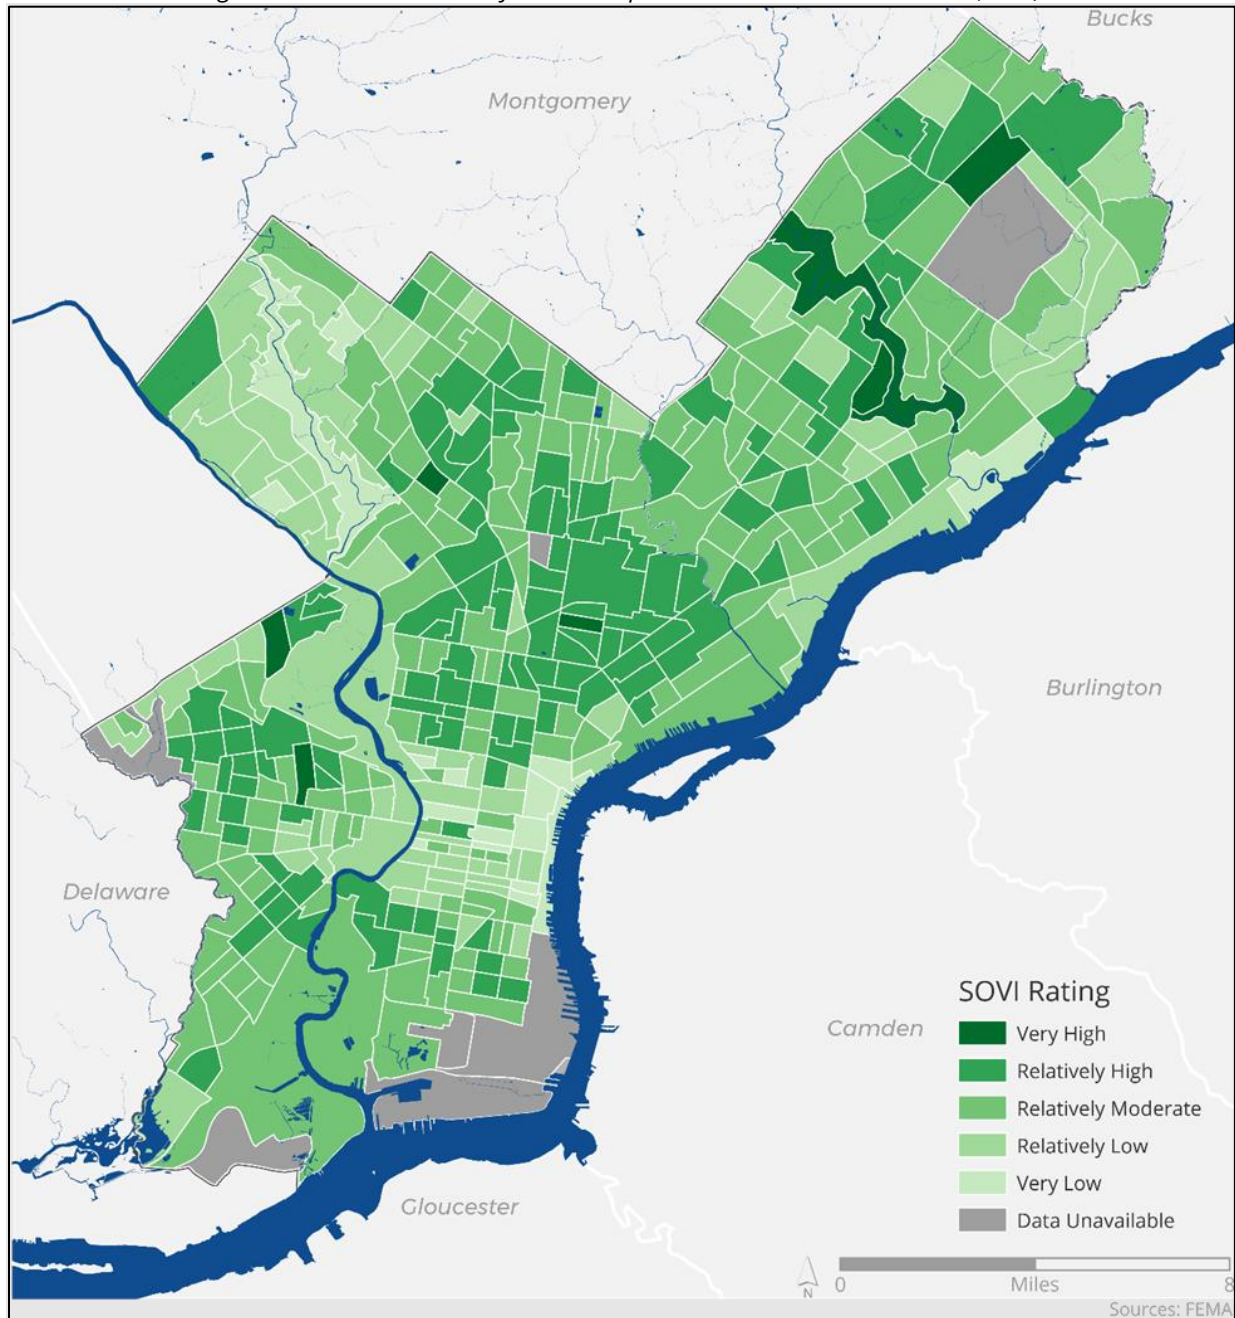 Bucks
Montgomery
Burlington
Delaware
Camden
Gloucester
SOVI Rating
Very High
Relatively High
Relatively Moderate
Relatively Low
Very Low
Data Unavailable
N
0
8
Miles
Sources: FEMA